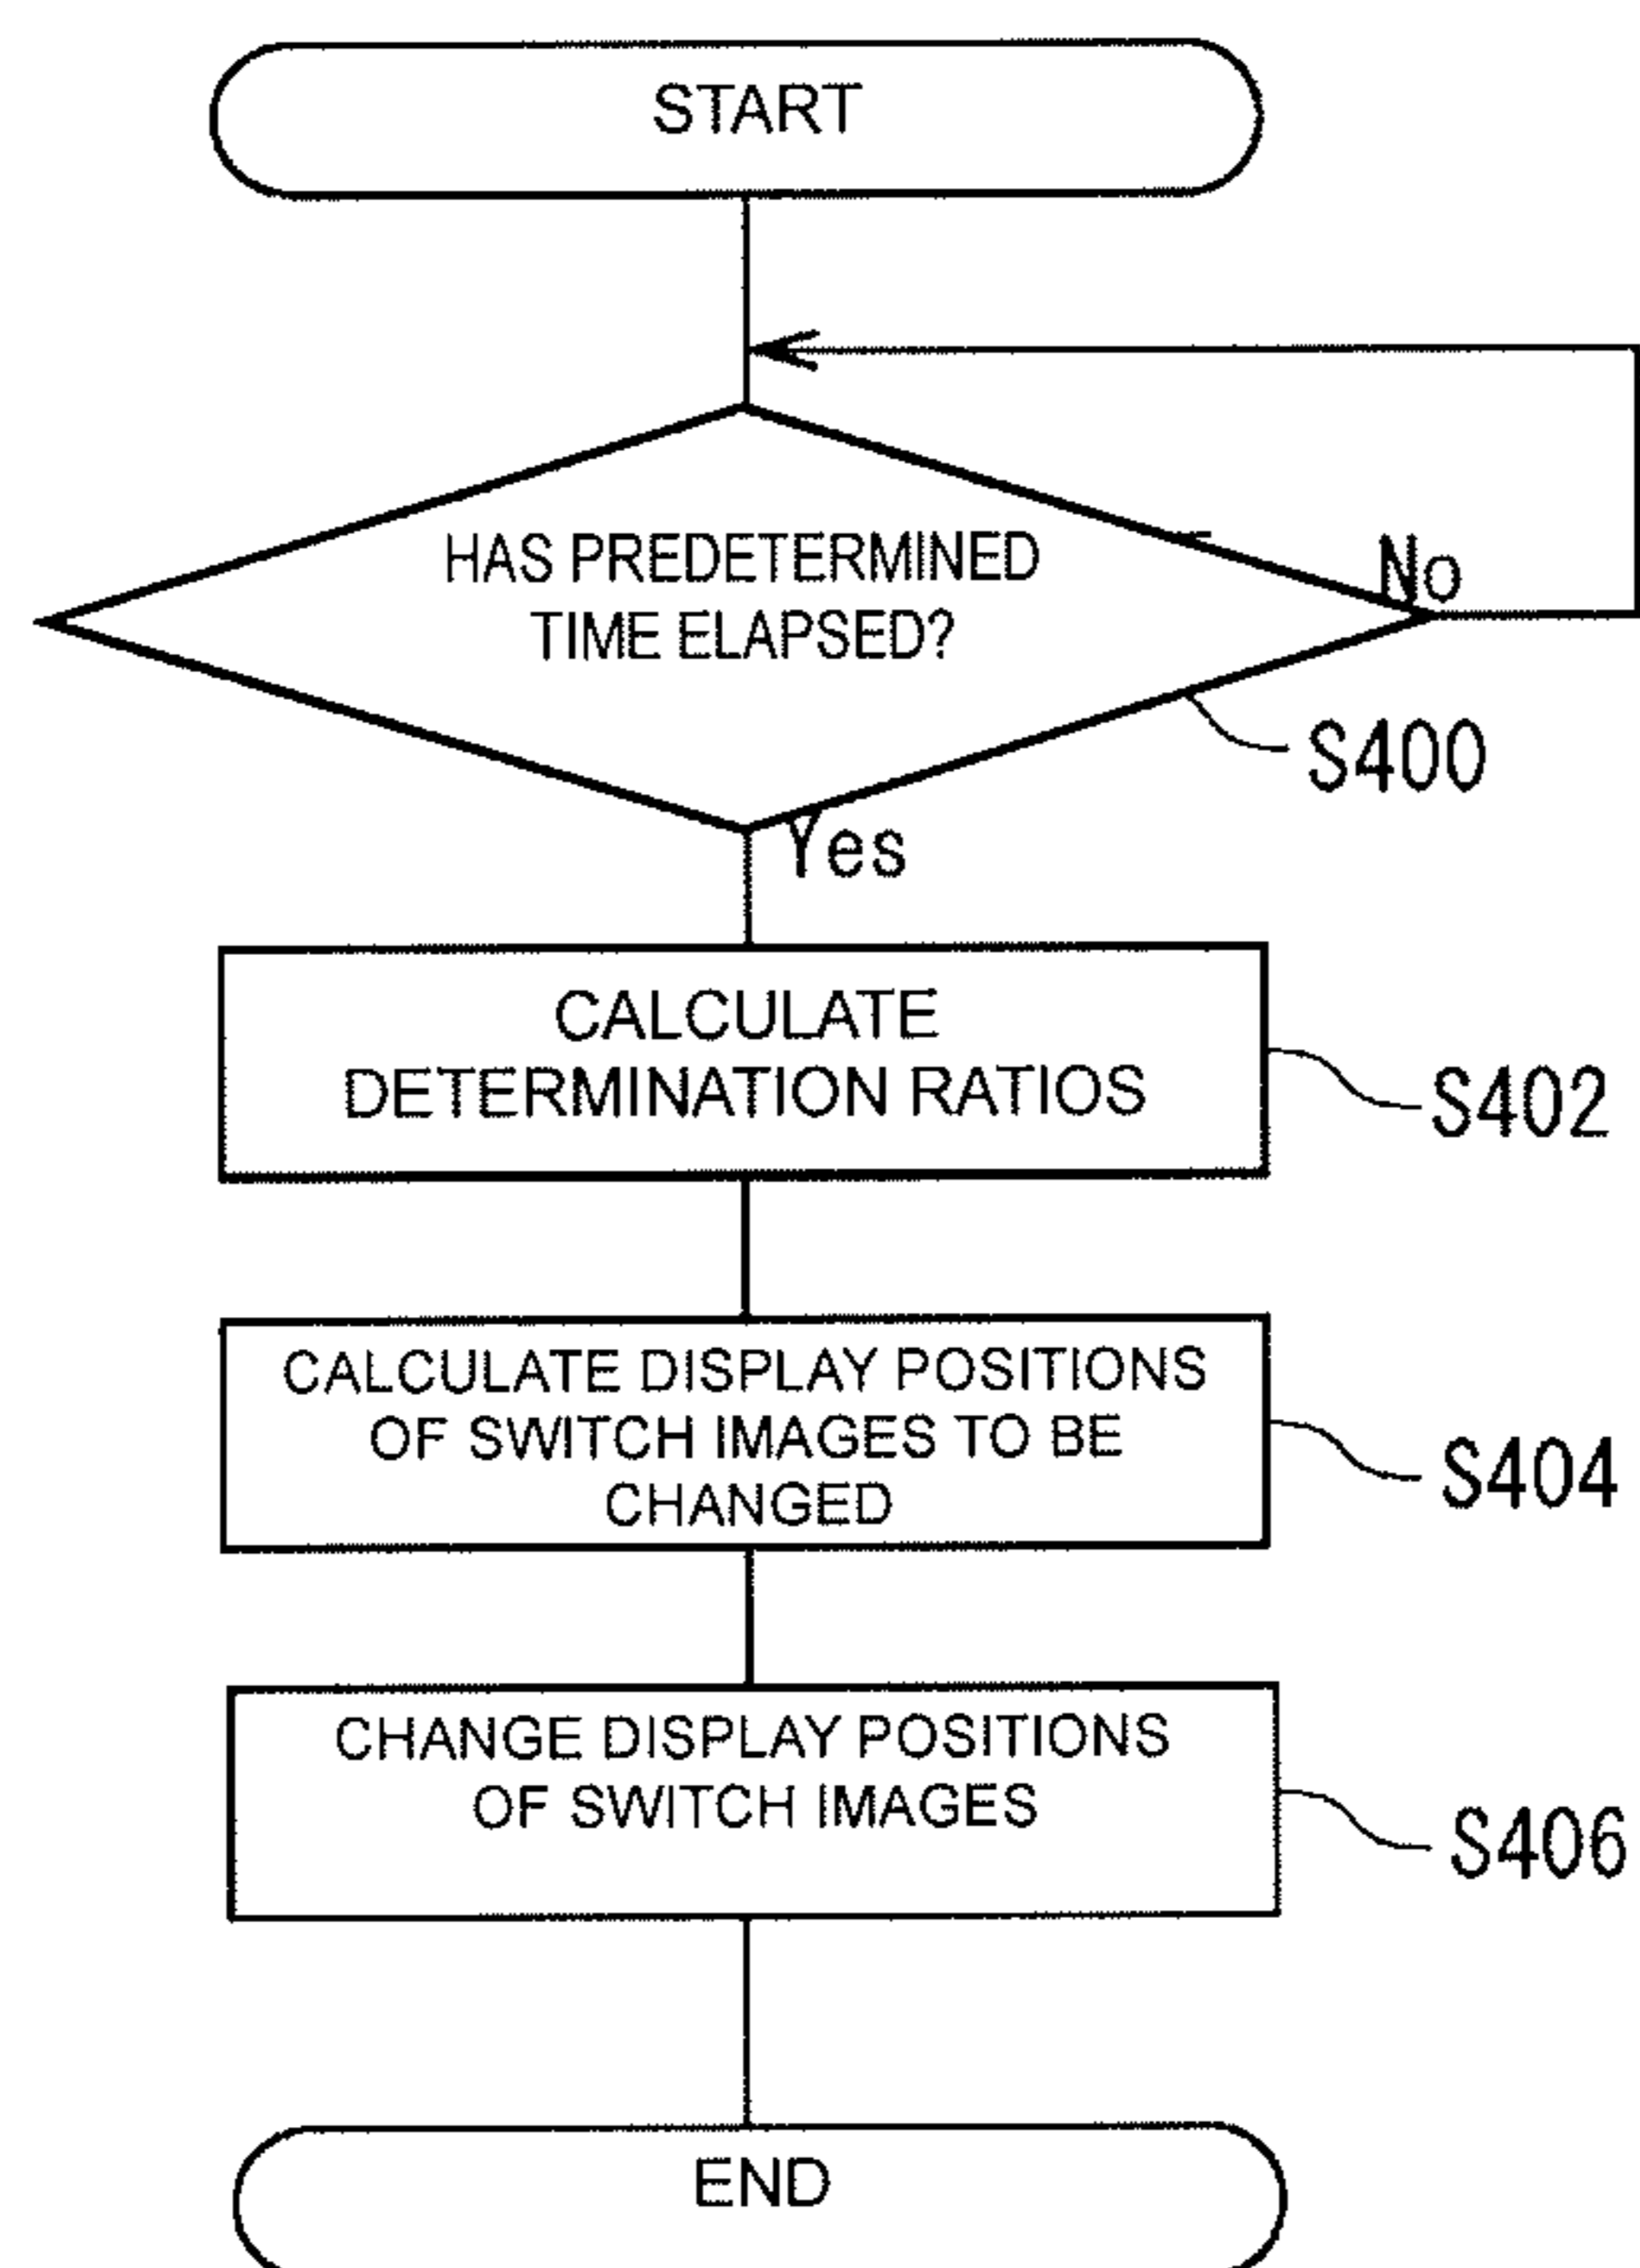 START
HAS PREDETERMINED
TIME ELAPSED?
No
S400
Yes
CALCULATE
DETERMINATION RATIOS
S402
CALCULATE DISPLAY POSITIONS
OF SWITCH IMAGES TO BE
CHANGED
S404
CHANGE DISPLAY POSITIONS
OF SWITCH IMAGES
S406
END